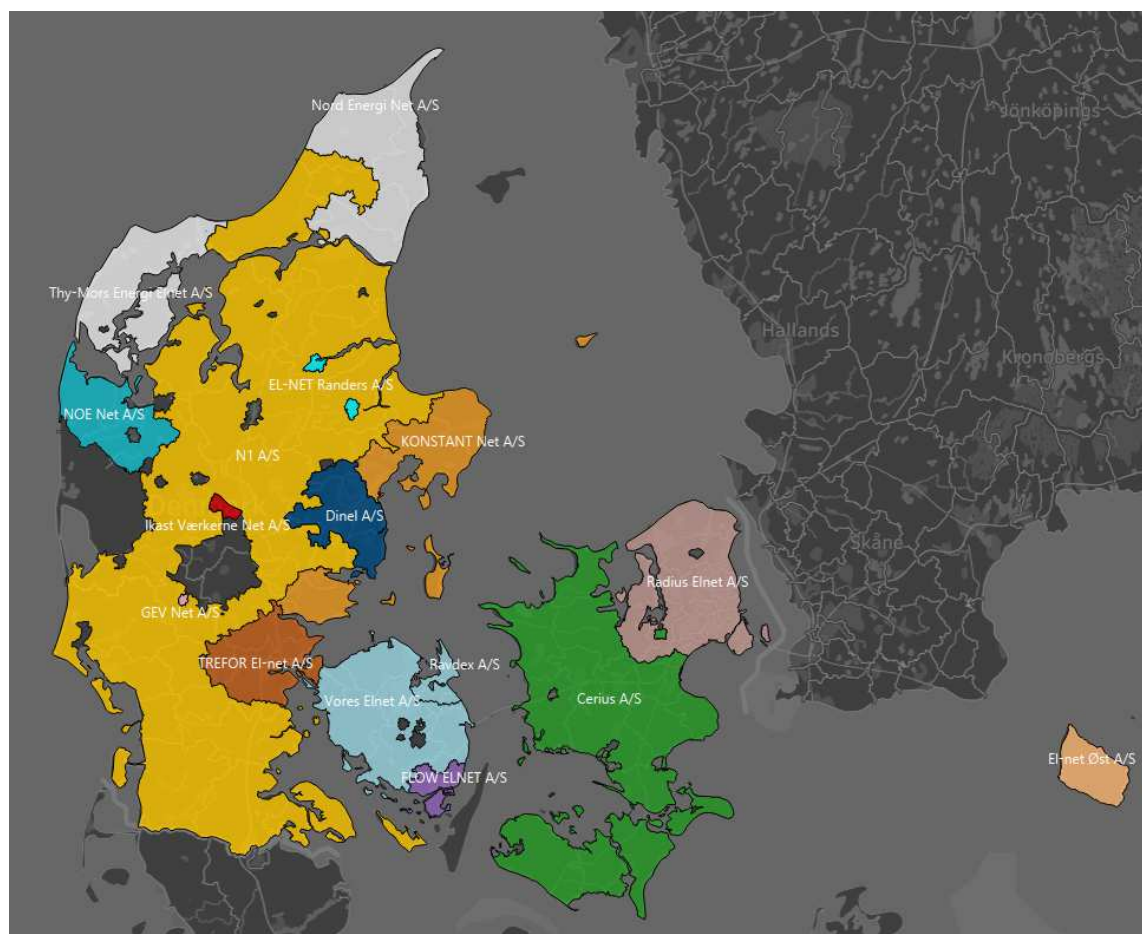 Nord Energi Net A/S
sönköpings
Thy-Mors Energi Elnet A/S
Hallands
Kronobergs
EL-NET Randers A/S
NOE Net A/S
KONSTANT Net A/S
N1 A/S
Dinel A/S
Ikast Værkerne Net A/S
Skåne
Radius Elnet A/S
GEV Net A/S
TREFOR El-net A/S
Ravdex A/S
Vores Elnet A/S
Cerius A/S
El-net Øst A/S
FLOW ELNET A/S